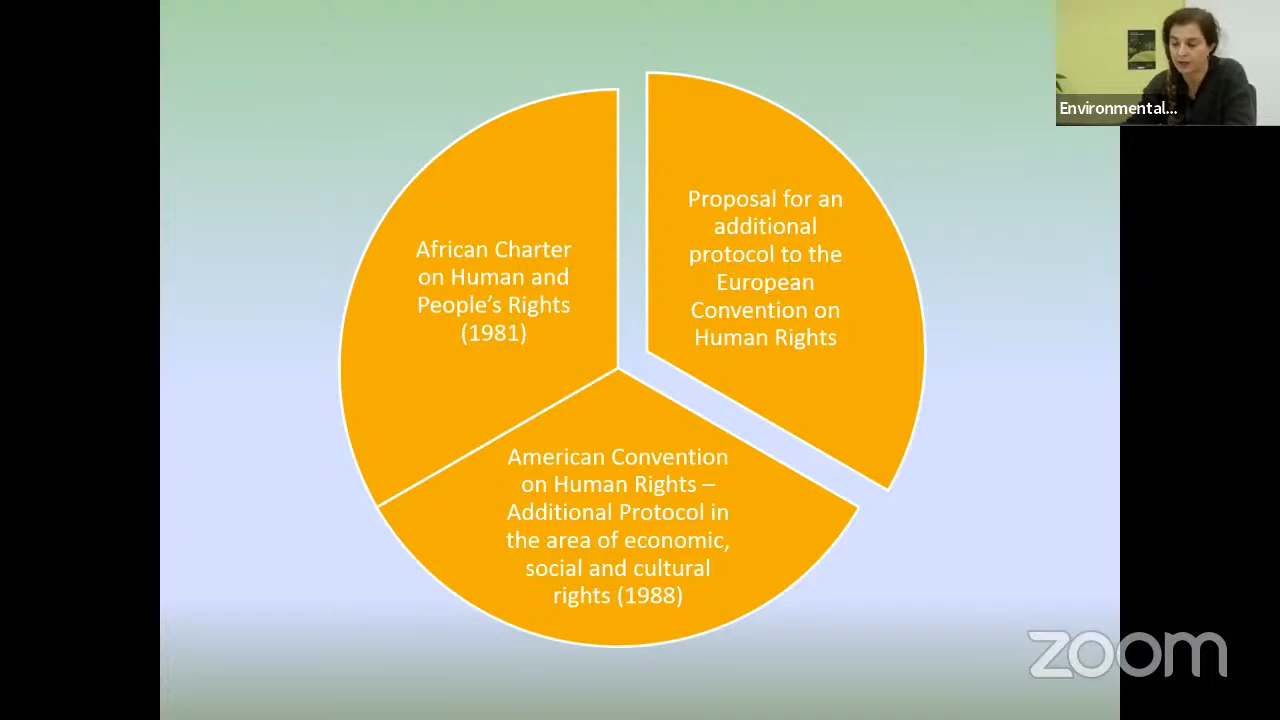 Environmental...
African Charter
on Human and
People's Rights
(1981)
Proposal for an
additional
protocol to the
European
Convention on
Human Rights
American Convention
on Human Rights –
Additional Protocol in
the area of economic,
social and cultural
rights (1988)
zoom